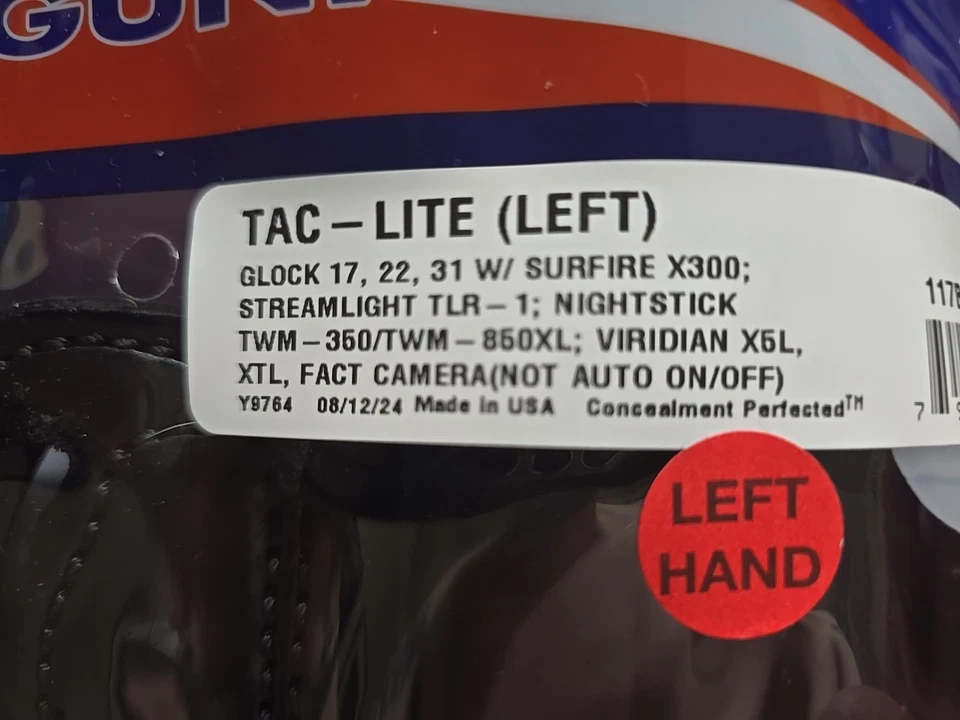 TAC-LITE (LEFT)
GLOCK 17, 22, 31 W/ SUREFIRE X300;
STREAMLIGHT TLR-1; NIGHTSTICK
TWM-350/TWM-850XL; VIRIDIAN X5L,
XTL, FACT CAMERA(NOT AUTO ON/OFF)
Y9764 08/12/24 Made in USA Concealment Perfected™
LEFT
HAND